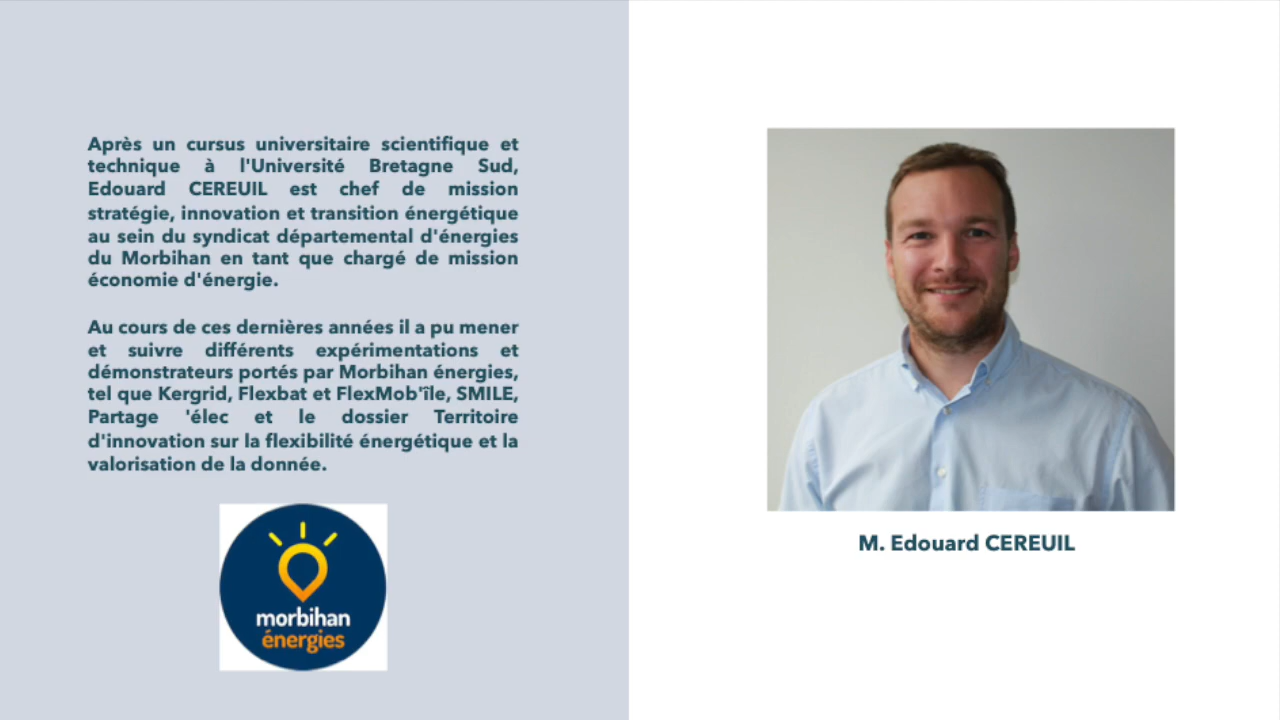 Après un cursus universitaire scientifique et
technique à l'Université Bretagne Sud,
Edouard CEREUIL est chef de mission
stratégie, innovation et transition énergétique
au sein du syndicat départemental d'énergies
du Morbihan en tant que chargé de mission
économie d'énergie.
Au cours de ces dernières années il a pu mener
et suivre différents expérimentations et
démonstrateurs portés par Morbihan énergies,
tel que Kergrid, Flexbat et FlexMob'île, SMILE,
Partage 'élec et le dossier Territoire
d'innovation sur la flexibilité énergétique et la
valorisation de la donnée.
morbihan
énergies
M. Edouard CEREUIL